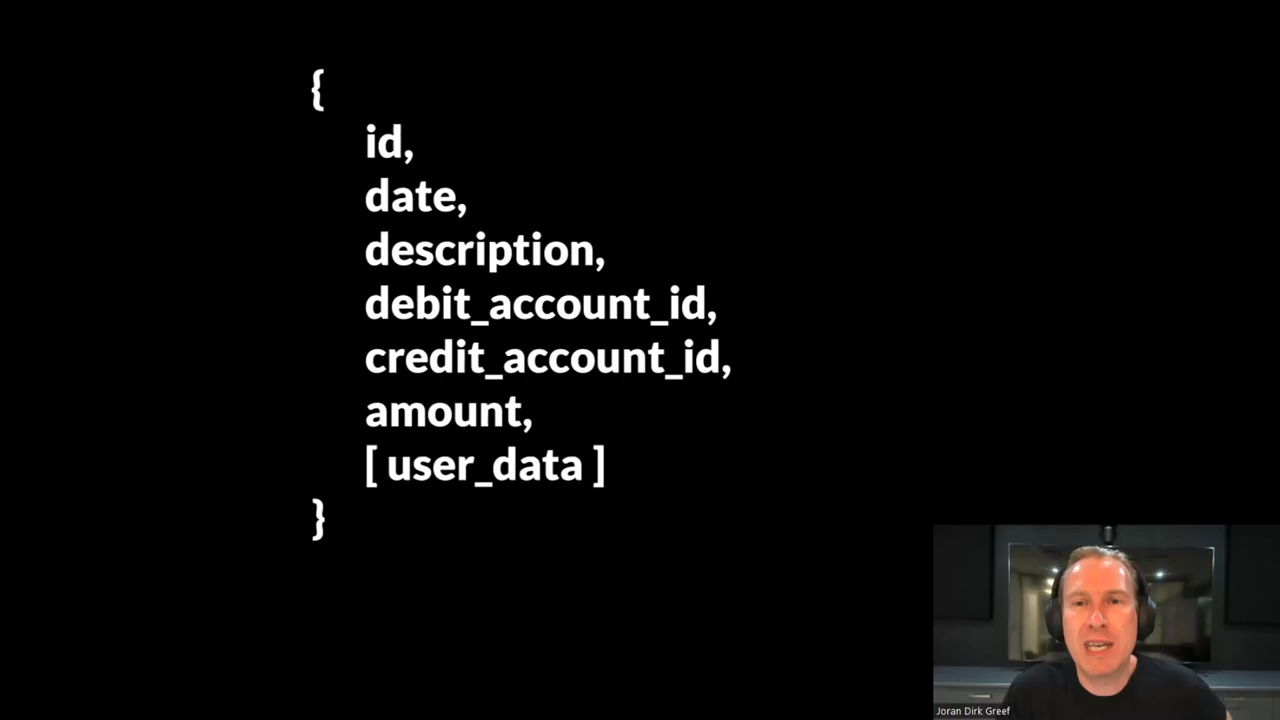 {
id,
date,
description,
debit_account_id,
credit_account_id,
amount,
[ user_data ]
}
Joran Dirk Greef